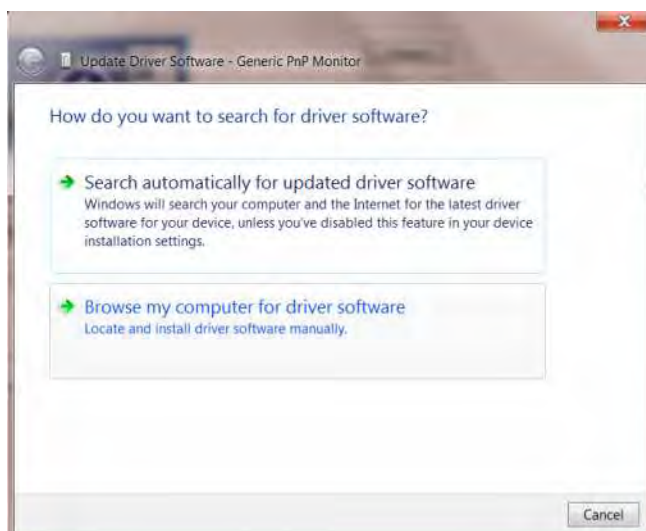 Update Driver Software - Generic PnP Monitor
How do you want to search for driver software?
Search automatically for updated driver software
Windows will search your computer and the Internet for the latest driver
software for your device, unless you've disabled this feature in your device
installation settings.
Browse my computer for driver software
Locate and install driver software manually.
Cancel